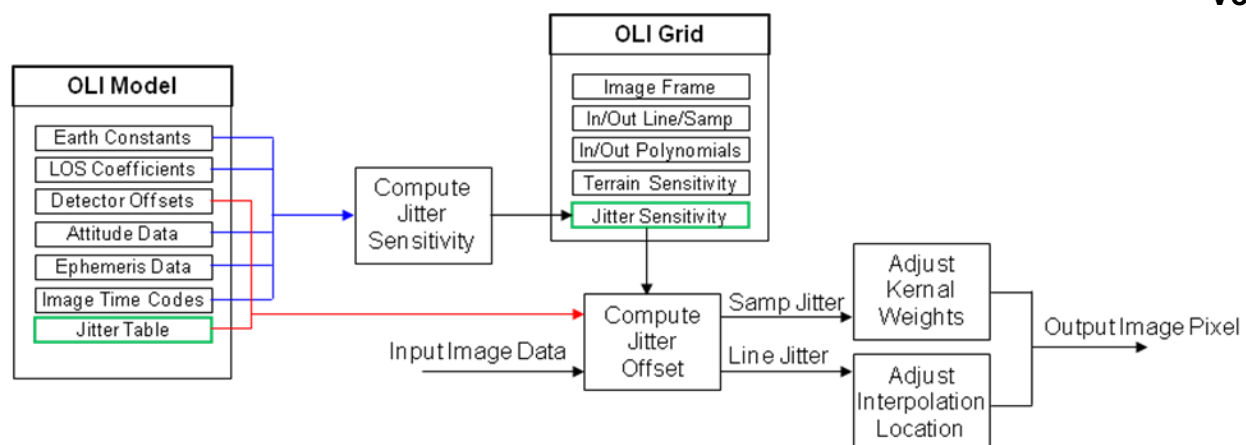 OLI Model
Earth Constants
LOS Coefficients
Detector Offsets
Attitude Data
Ephemeris Data
Image Time Codes
Jitter Table
Compute
Jitter
Sensitivity
OLI Grid
Image Frame
In/Out Line/Samp
In/Out Polynomials
Terrain Sensitivity
Jitter Sensitivity
Input Image Data
Compute
Jitter
Offset
Samp Jitter
Line Jitter
Adjust
Kernal
Weights
Adjust
Interpolation
Location
Output Image Pixel